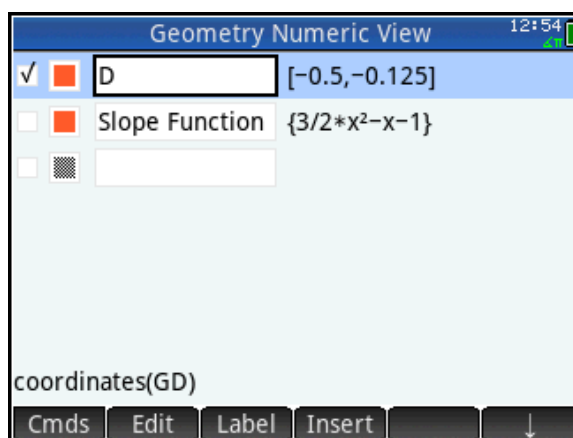 Geometry Numeric View 12:54
∡π
√ D [−0.5,−0.125]
Slope Function {3/2*x²−x−1}
coordinates(GD)
Cmds Edit Label Insert ↓